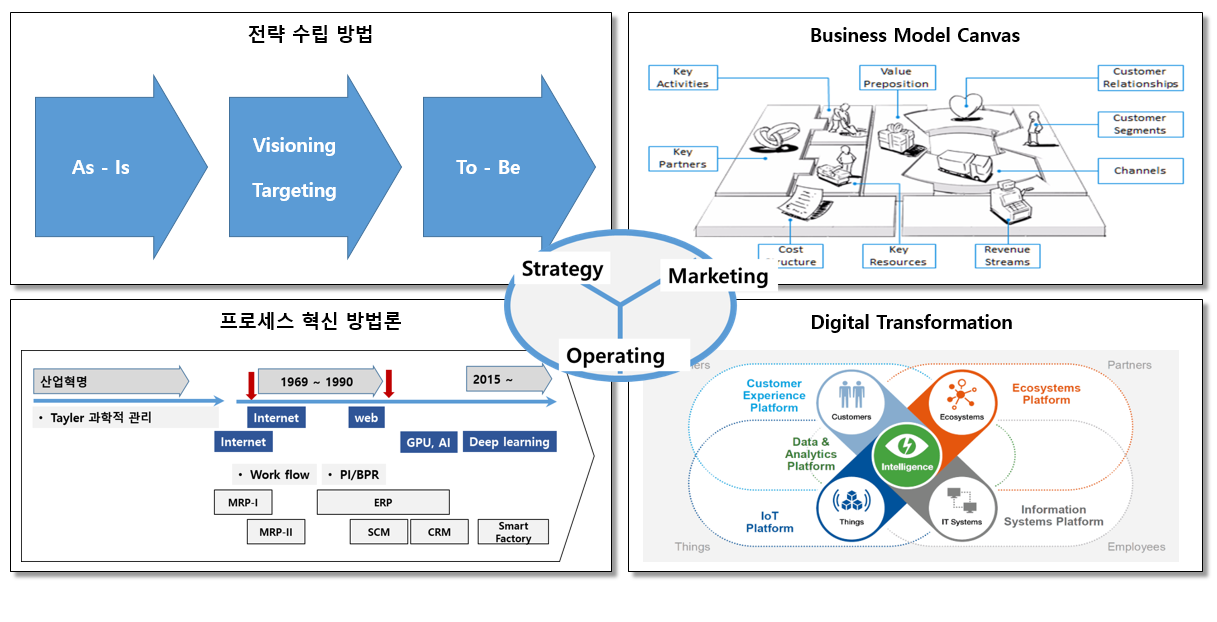 전략 수립 방법
As - Is
Visioning
Targeting
To - Be
Business Model Canvas
Key
Activities
Value
Preposition
Customer
Relationships
Customer
Segments
Key
Partners
Channels
Cost
Structure
Key
Resources
Revenue
Streams
Strategy
Marketing
Operating
프로세스 혁신 방법론
산업혁명
1969 ~ 1990
2015 ~
• Tayler 과학적 관리
Internet
web
Internet
GPU, AI
Deep learning
• Work flow
• PI/BPR
MRP-I
ERP
MRP-II
SCM
CRM
Smart
Factory
Digital Transformation
Partners
Customer
Experience
Platform
Customers
Ecosystems
Ecosystems
Platform
Data &
Analytics
Platform
Intelligence
IoT
Platform
Things
IT Systems
Information
Systems Platform
Things
Employees